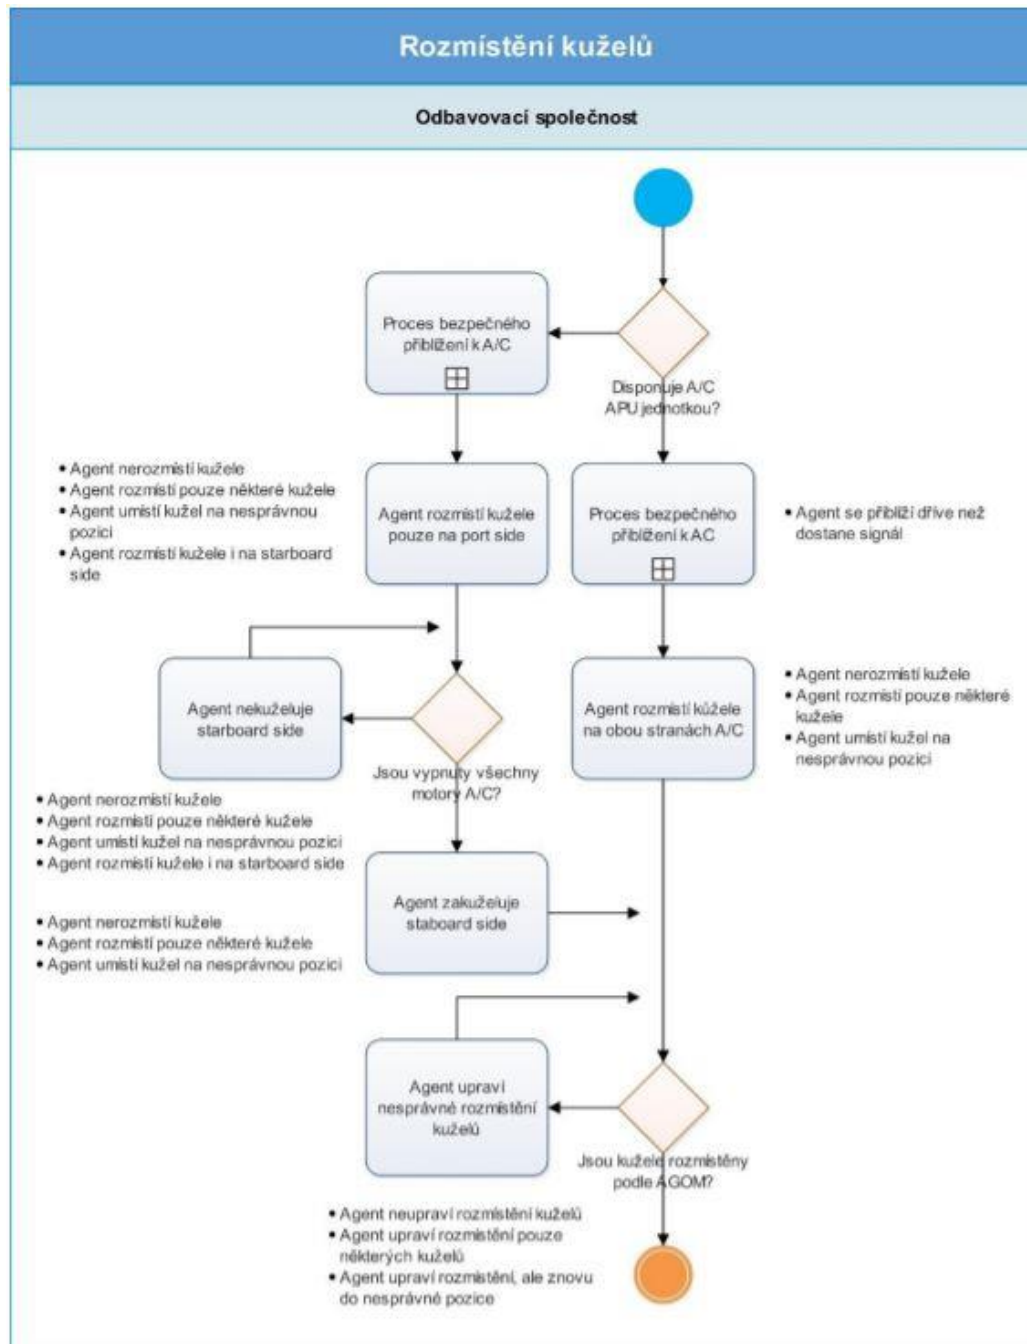 Rozmístění kuželů
Odbavovací společnost
Proces bezpečného
přiblížení k A/C
Disponuje A/C
APU jednotkou?
• Agent nerozmístí kužele
• Agent rozmístí pouze některé kužele
• Agent umístí kužel na nesprávnou
pozici
• Agent rozmístí kužele i na starboard
side
Agent rozmístí kužele
pouze na port side
Proces bezpečného
přiblížení k AC
• Agent se přiblíží dříve než
dostane signál
Agent nekuželuje
starboard side
Jsou vypnuty všechny
motory A/C?
Agent rozmístí kůžele
na obou stranách A/C
• Agent nerozmístí kužele
• Agent rozmístí pouze některé
kužele
• Agent umístí kužel na
nesprávnou pozici
• Agent nerozmístí kužele
• Agent rozmístí pouze některé kužele
• Agent umístí kužel na nesprávnou pozici
• Agent rozmístí kužele i na starboard side
Agent zakuželuje
staboard side
• Agent nerozmístí kužele
• Agent rozmístí pouze některé kužele
• Agent umístí kužel na nesprávnou pozici
Agent upraví
nesprávné rozmístění
kuželů
Jsou kužele rozmístěny
podle AGOM?
• Agent neupraví rozmístění kuželů
• Agent upraví rozmístění pouze
některých kuželů
• Agent upraví rozmístění, ale znovu
do nesprávné pozice